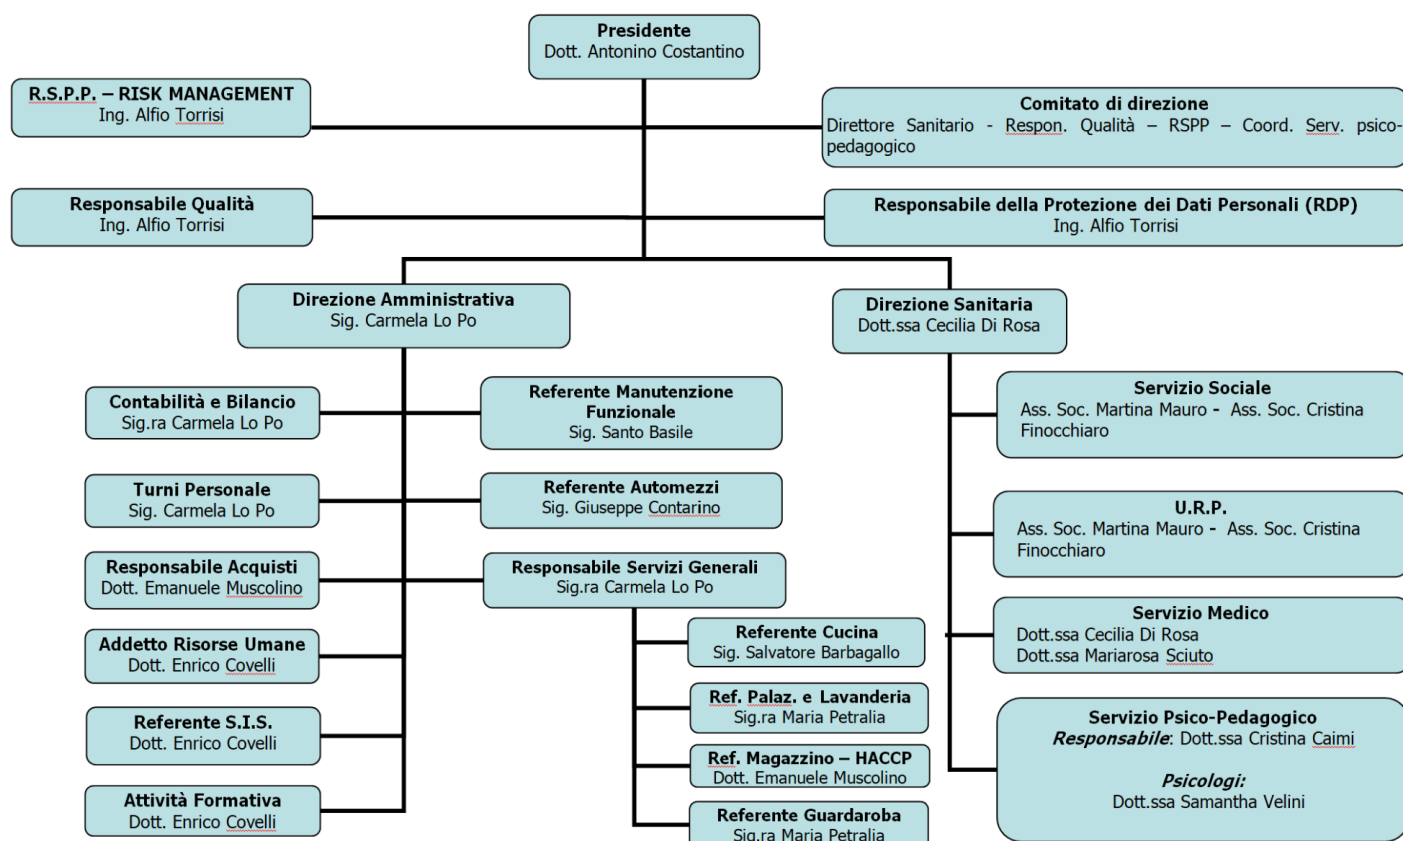 Presidente
Dott. Antonino Costantino
R.S.P.P. – RISK MANAGEMENT
Ing. Alfio Torrisi
Comitato di direzione
Direttore Sanitario - Respon. Qualità – RSPP – Coord. Serv. psico-
pedagogico
Responsabile Qualità
Ing. Alfio Torrisi
Responsabile della Protezione dei Dati Personali (RDP)
Ing. Alfio Torrisi
Direzione Amministrativa
Sig. Carmela Lo Po
Direzione Sanitaria
Dott.ssa Cecilia Di Rosa
Contabilità e Bilancio
Sig.ra Carmela Lo Po
Referente Manutenzione
Funzionale
Sig. Santo Basile
Turni Personale
Sig. Carmela Lo Po
Referente Automezzi
Sig. Giuseppe Contarino
Responsabile Acquisti
Dott. Emanuele Muscolino
Responsabile Servizi Generali
Sig.ra Carmela Lo Po
Addetto Risorse Umane
Dott. Enrico Covelli
Referente S.I.S.
Dott. Enrico Covelli
Attività Formativa
Dott. Enrico Covelli
Referente Cucina
Sig. Salvatore Barbagallo
Ref. Palaz. e Lavanderia
Sig.ra Maria Petralia
Ref. Magazzino – HACCP
Dott. Emanuele Muscolino
Referente Guardaroba
Sig.ra Maria Petralia
Servizio Sociale
Ass. Soc. Martina Mauro - Ass. Soc. Cristina
Finocchiaro
U.R.P.
Ass. Soc. Martina Mauro - Ass. Soc. Cristina
Finocchiaro
Servizio Medico
Dott.ssa Cecilia Di Rosa
Dott.ssa Mariarosa Sciuto
Servizio Psico-Pedagogico
Responsabile: Dott.ssa Cristina Caimi
Psicologi:
Dott.ssa Samantha Velini